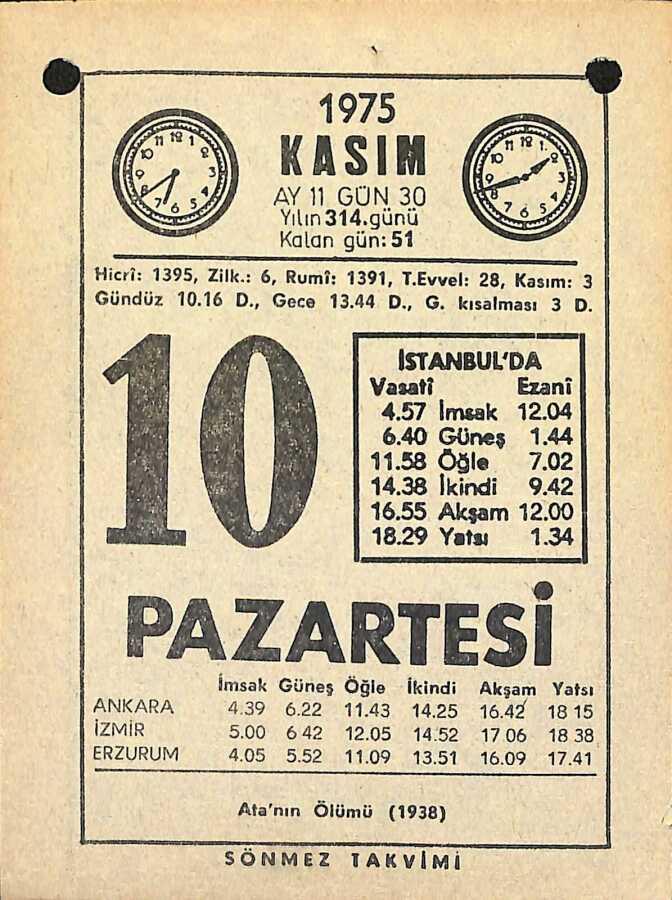 1975
KASIM
AY 11 GÜN 30
Yılın 314.günü
Kalan gün: 51
Hicrî: 1395, Zilk.: 6, Rumî: 1391, T.Evvel: 28, Kasım: 3
Gündüz 10.16 D., Gece 13.44 D., G. kısalması 3 D.
10
İSTANBUL'DA
Vasatî Ezanî
4.57 İmsak 12.04
6.40 Güneş 1.44
11.58 Öğle 7.02
14.38 İkindi 9.42
16.55 Akşam 12.00
18.29 Yatsı 1.34
PAZARTESİ
İmsak Güneş Öğle İkindi Akşam Yatsı
ANKARA 4.39 6.22 11.43 14.25 16.42 18 15
İZMİR 5.00 6 42 12.05 14.52 17 06 18 38
ERZURUM 4.05 5.52 11.09 13.51 16.09 17.41
Ata'nın Ölümü (1938)
SÖNMEZ TAKVİMİ